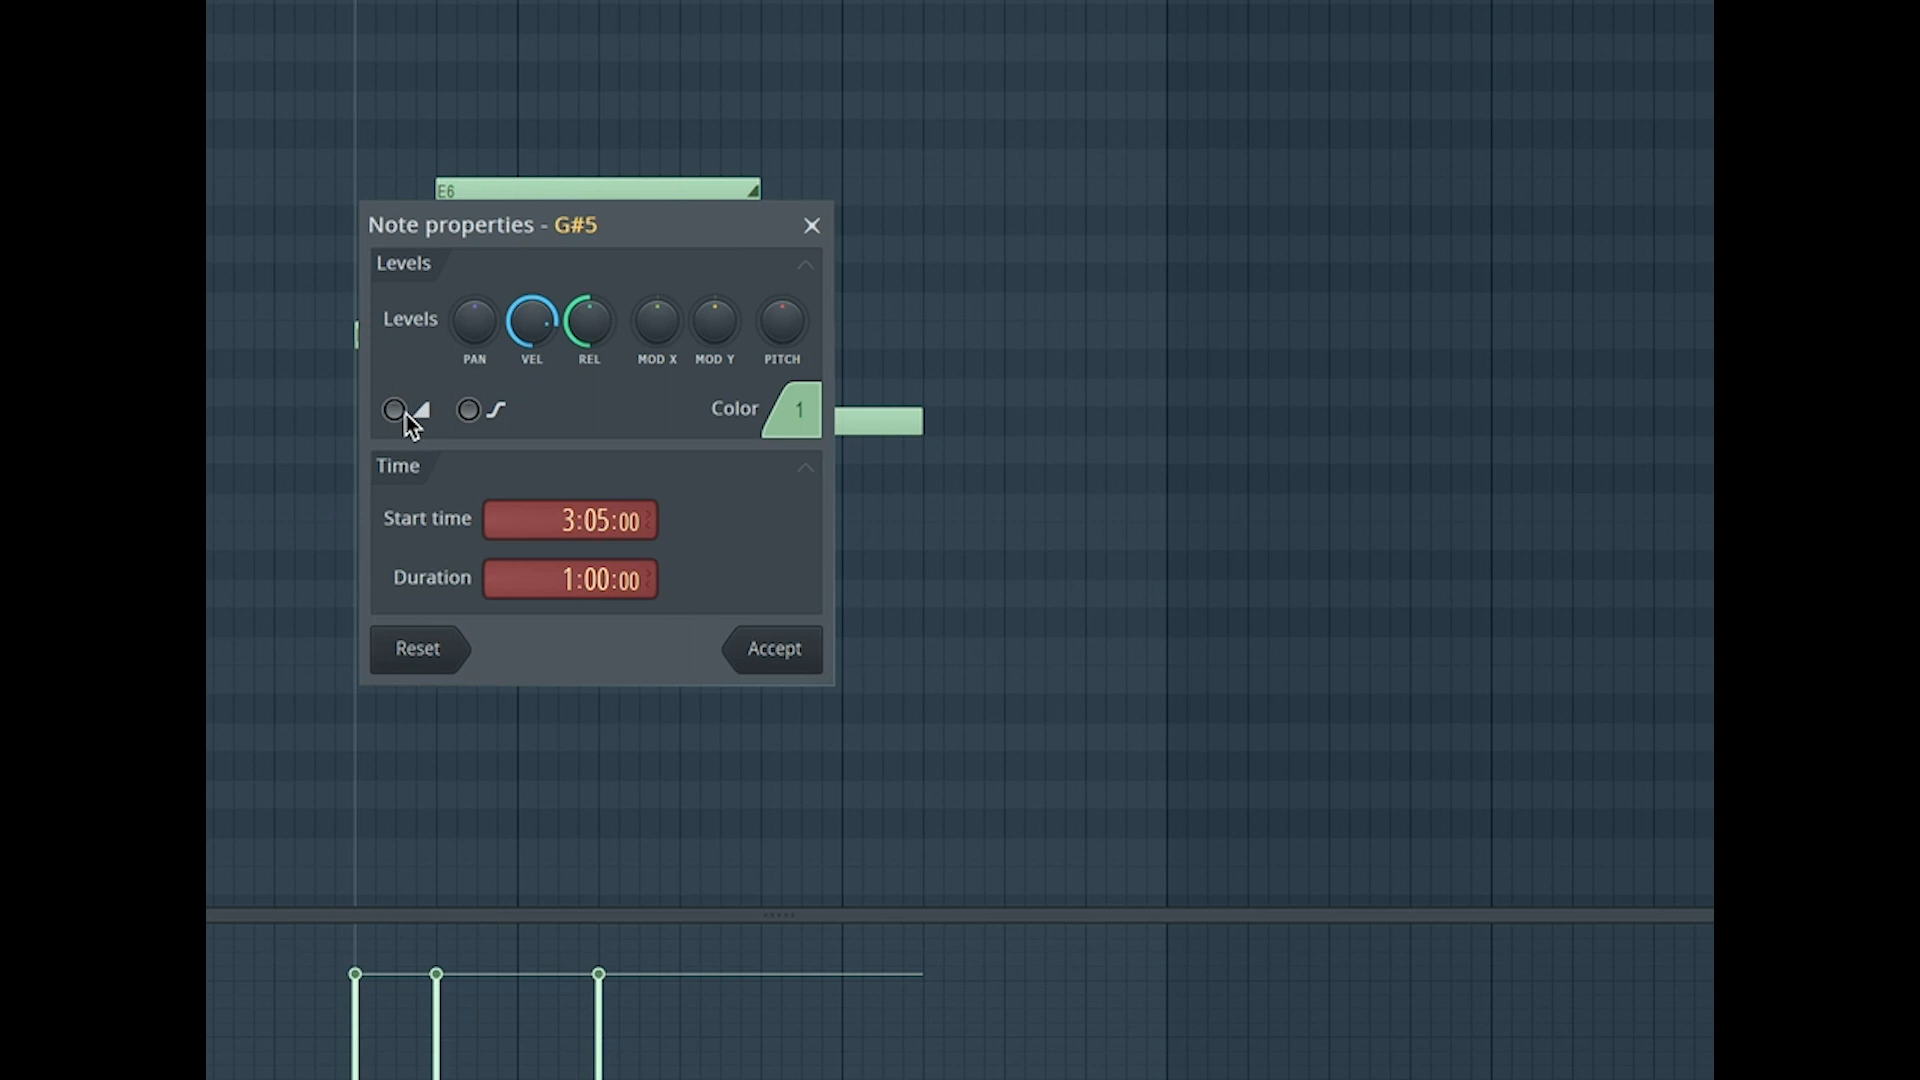 E6
Note properties - G#5
Levels
Levels
PAN VEL REL MOD X MOD Y PITCH
Color 1
Time
Start time 3:05:00
Duration 1:00:00
Reset Accept